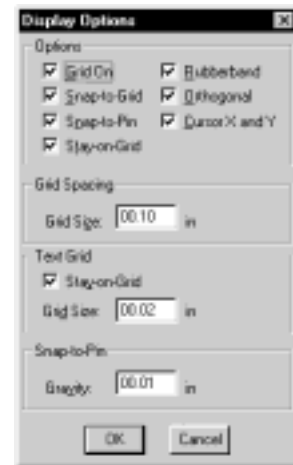 Display Options
Options
Grid On
Rubberband
Snap-to-Grid
Orthogonal
Snap-to-Pin
Cursor X and Y
Stay-on-Grid
Grid Spacing
Grid Size: 00.10 in
Text Grid
Stay-on-Grid
Grid Size: 00.02 in
Snap-to-Pin
Gravity: 00.01 in
OK Cancel